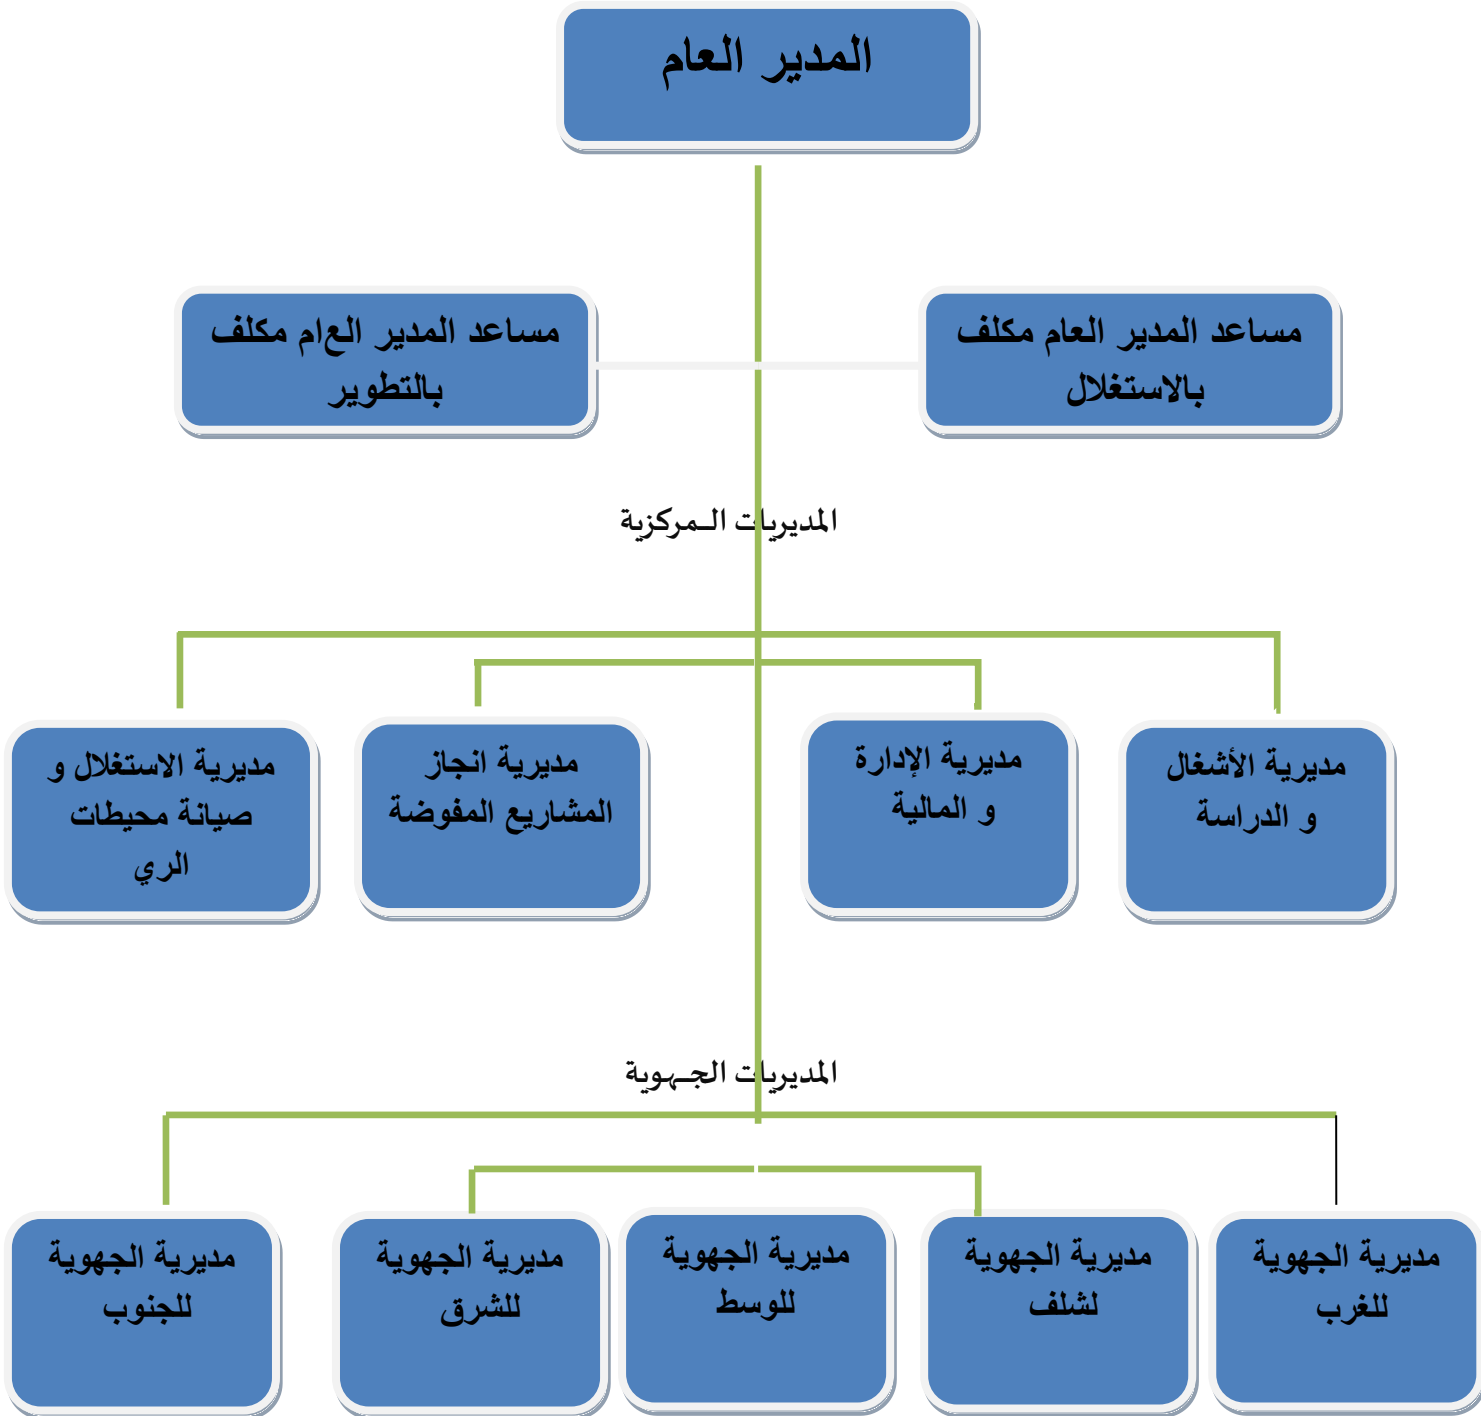 المدير العام
مساعد المدير العام مكلف
بالاستغلال
مساعد المدير العام مكلف
بالتطوير
المديريات الـمركزية
مديرية الأشغال
و الدراسة
مديرية الإدارة
و المالية
مديرية انجاز
المشاريع المفوضة
مديرية الاستغلال و
صيانة محيطات
الري
المديريات الجـهوية
مديرية الجهوية
للغرب
مديرية الجهوية
لشلف
مديرية الجهوية
للوسط
مديرية الجهوية
للشرق
مديرية الجهوية
للجنوب